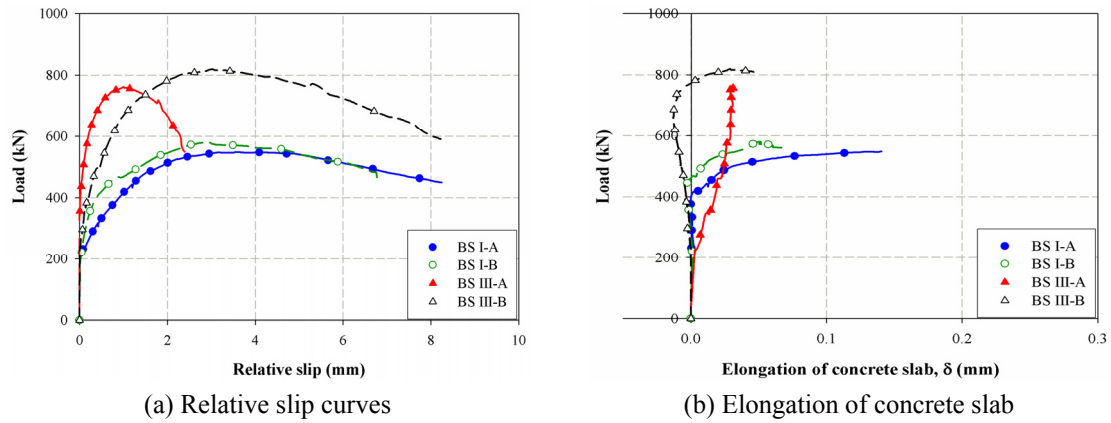 1000
800
600
400
200
0
Load (kN)
0 2 4 6 8 10
Relative slip (mm)
BS I-A
BS I-B
BS III-A
BS III-B
(a) Relative slip curves
1000
800
600
400
200
0
Load (kN)
0.0 0.1 0.2 0.3
Elongation of concrete slab, δ (mm)
BS I-A
BS I-B
BS III-A
BS III-B
(b) Elongation of concrete slab